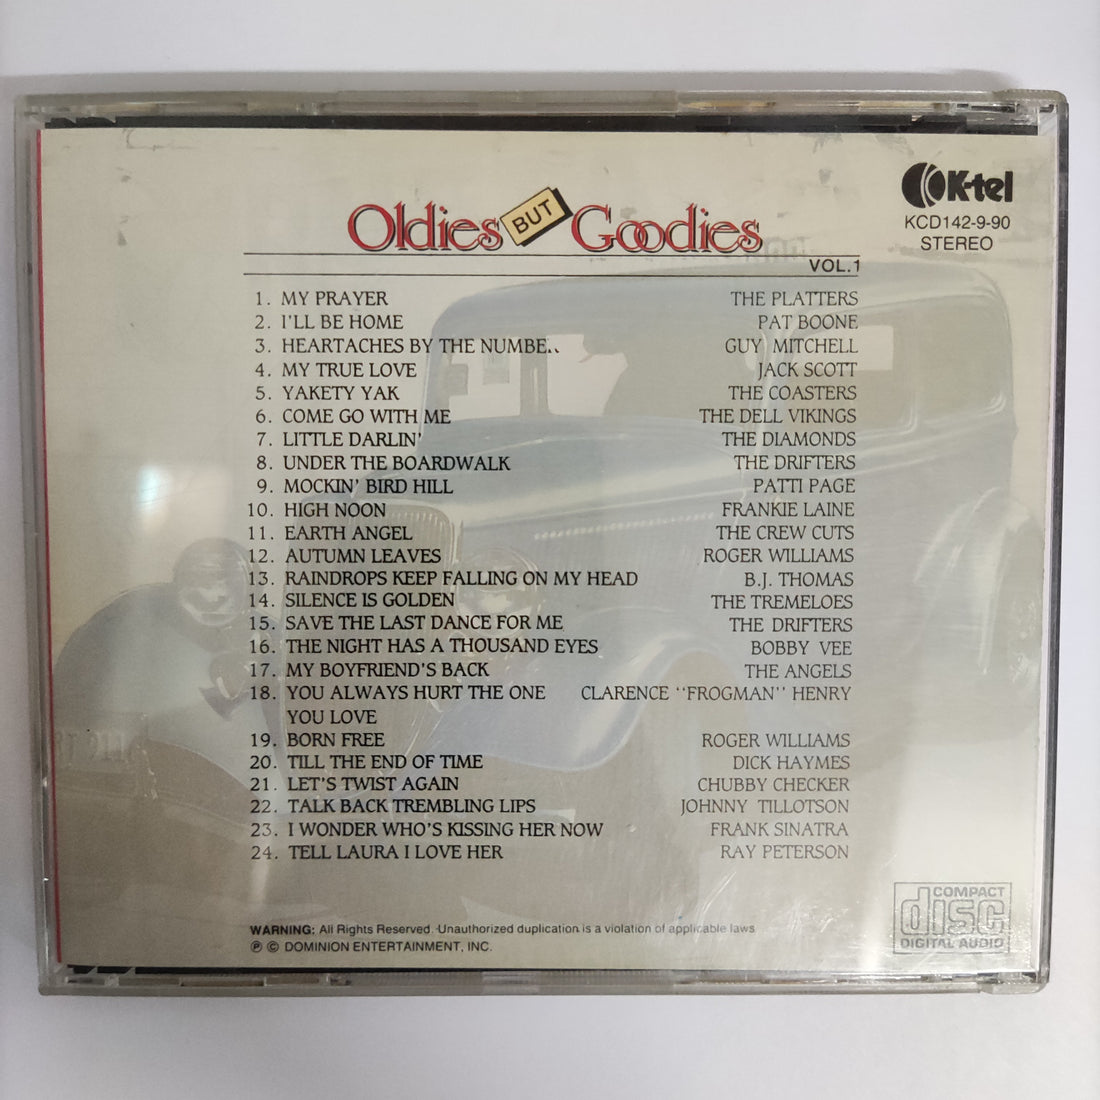 K-tel
KCD142-9-90
STEREO
Oldies BUT Goodies
VOL.1
1. MY PRAYER THE PLATTERS
2. I'LL BE HOME PAT BOONE
3. HEARTACHES BY THE NUMBE.. GUY MITCHELL
4. MY TRUE LOVE JACK SCOTT
5. YAKETY YAK THE COASTERS
6. COME GO WITH ME THE DELL VIKINGS
7. LITTLE DARLIN' THE DIAMONDS
8. UNDER THE BOARDWALK THE DRIFTERS
9. MOCKIN' BIRD HILL PATTI PAGE
10. HIGH NOON FRANKIE LAINE
11. EARTH ANGEL THE CREW CUTS
12. AUTUMN LEAVES ROGER WILLIAMS
13. RAINDROPS KEEP FALLING ON MY HEAD B.J. THOMAS
14. SILENCE IS GOLDEN THE TREMELOES
15. SAVE THE LAST DANCE FOR ME THE DRIFTERS
16. THE NIGHT HAS A THOUSAND EYES BOBBY VEE
17. MY BOYFRIEND'S BACK THE ANGELS
18. YOU ALWAYS HURT THE ONE CLARENCE "FROGMAN" HENRY
YOU LOVE
19. BORN FREE ROGER WILLIAMS
20. TILL THE END OF TIME DICK HAYMES
21. LET'S TWIST AGAIN CHUBBY CHECKER
22. TALK BACK TREMBLING LIPS JOHNNY TILLOTSON
23. I WONDER WHO'S KISSING HER NOW FRANK SINATRA
24. TELL LAURA I LOVE HER RAY PETERSON
WARNING: All Rights Reserved. Unauthorized duplication is a violation of applicable laws
℗ © DOMINION ENTERTAINMENT, INC.
COMPACT
disc
DIGITAL AUDIO